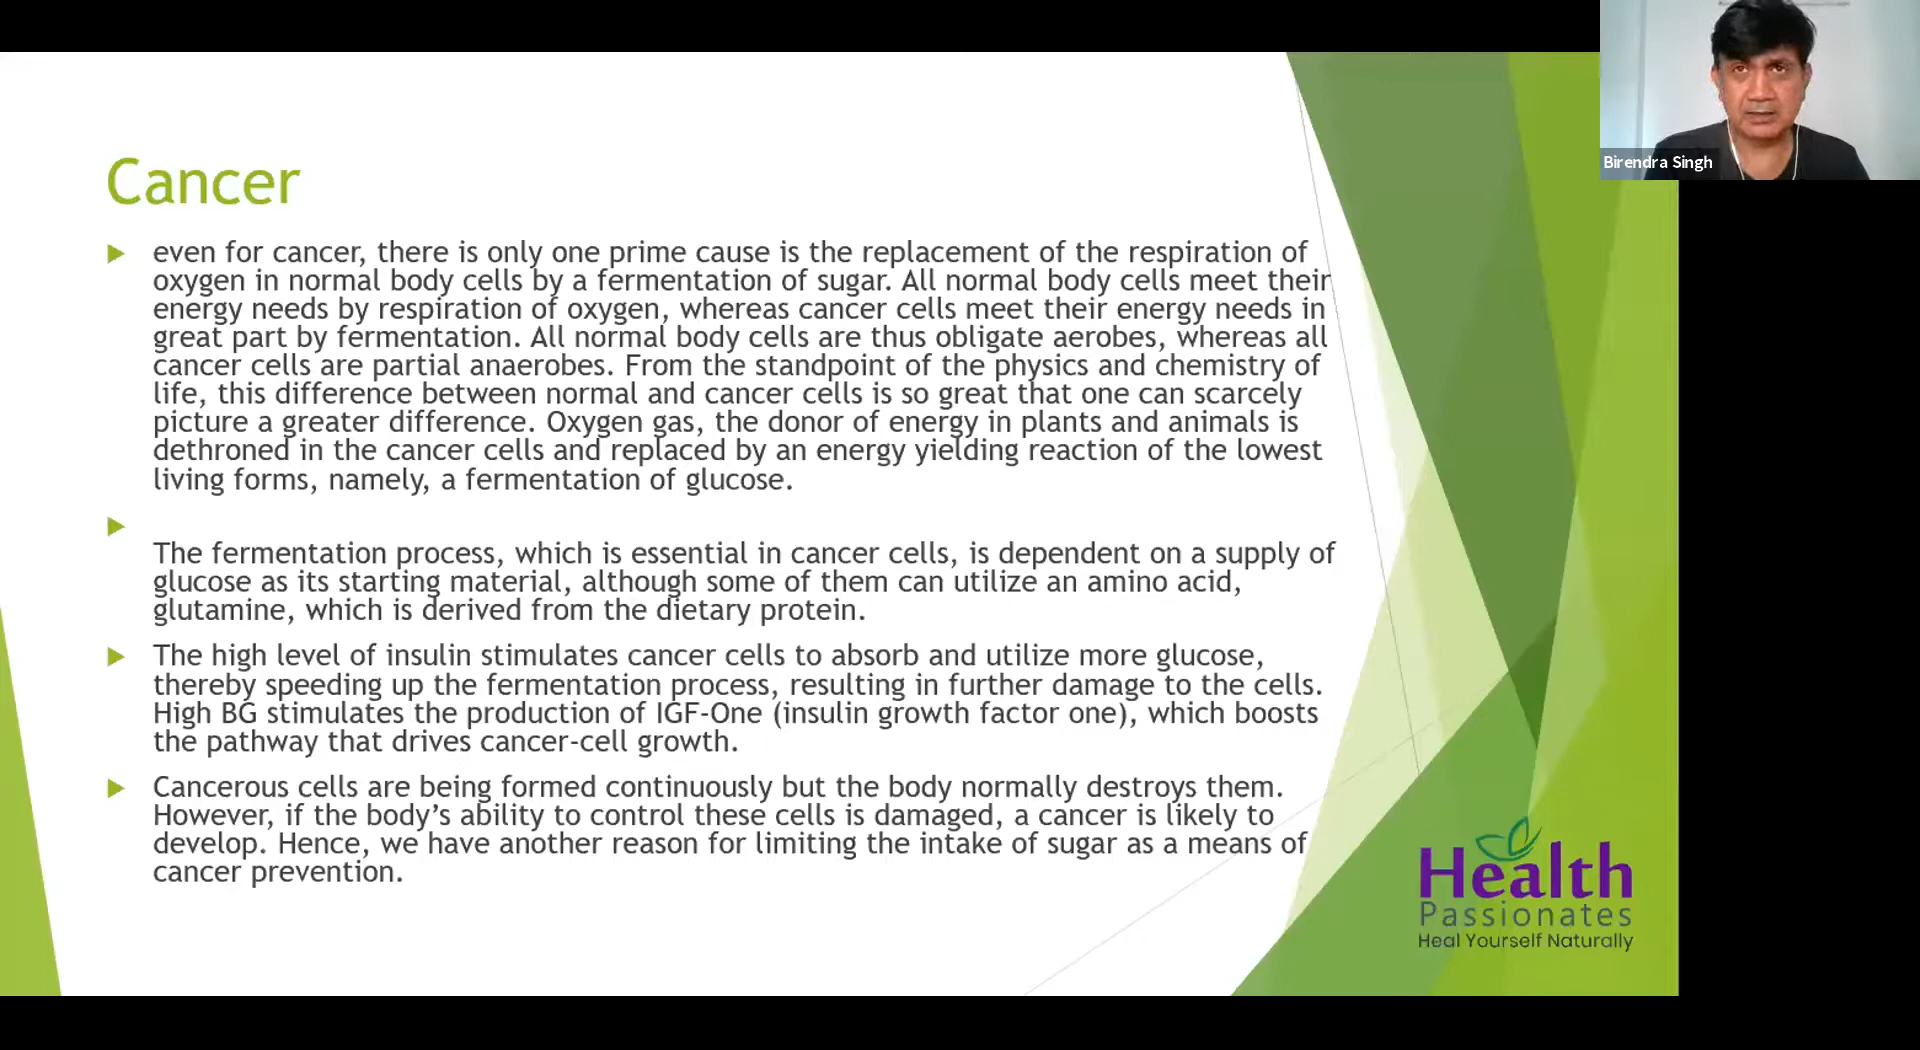 Birendra Singh
Cancer
even for cancer, there is only one prime cause is the replacement of the respiration of
oxygen in normal body cells by a fermentation of sugar. All normal body cells meet their
energy needs by respiration of oxygen, whereas cancer cells meet their energy needs in
great part by fermentation. All normal body cells are thus obligate aerobes, whereas all
cancer cells are partial anaerobes. From the standpoint of the physics and chemistry of
life, this difference between normal and cancer cells is so great that one can scarcely
picture a greater difference. Oxygen gas, the donor of energy in plants and animals is
dethroned in the cancer cells and replaced by an energy yielding reaction of the lowest
living forms, namely, a fermentation of glucose.
The fermentation process, which is essential in cancer cells, is dependent on a supply of
glucose as its starting material, although some of them can utilize an amino acid,
glutamine, which is derived from the dietary protein.
The high level of insulin stimulates cancer cells to absorb and utilize more glucose,
thereby speeding up the fermentation process, resulting in further damage to the cells.
High BG stimulates the production of IGF-One (insulin growth factor one), which boosts
the pathway that drives cancer-cell growth.
Cancerous cells are being formed continuously but the body normally destroys them.
However, if the body’s ability to control these cells is damaged, a cancer is likely to
develop. Hence, we have another reason for limiting the intake of sugar as a means of
cancer prevention.
Health
Passionates
Heal Yourself Naturally